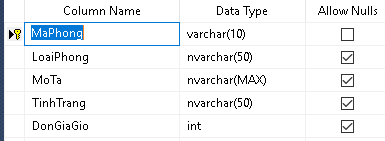 Column Name Data Type Allow Nulls
MaPhong varchar(10)
LoaiPhong nvarchar(50)
MoTa nvarchar(MAX)
TinhTrang nvarchar(50)
DonGiaGio int